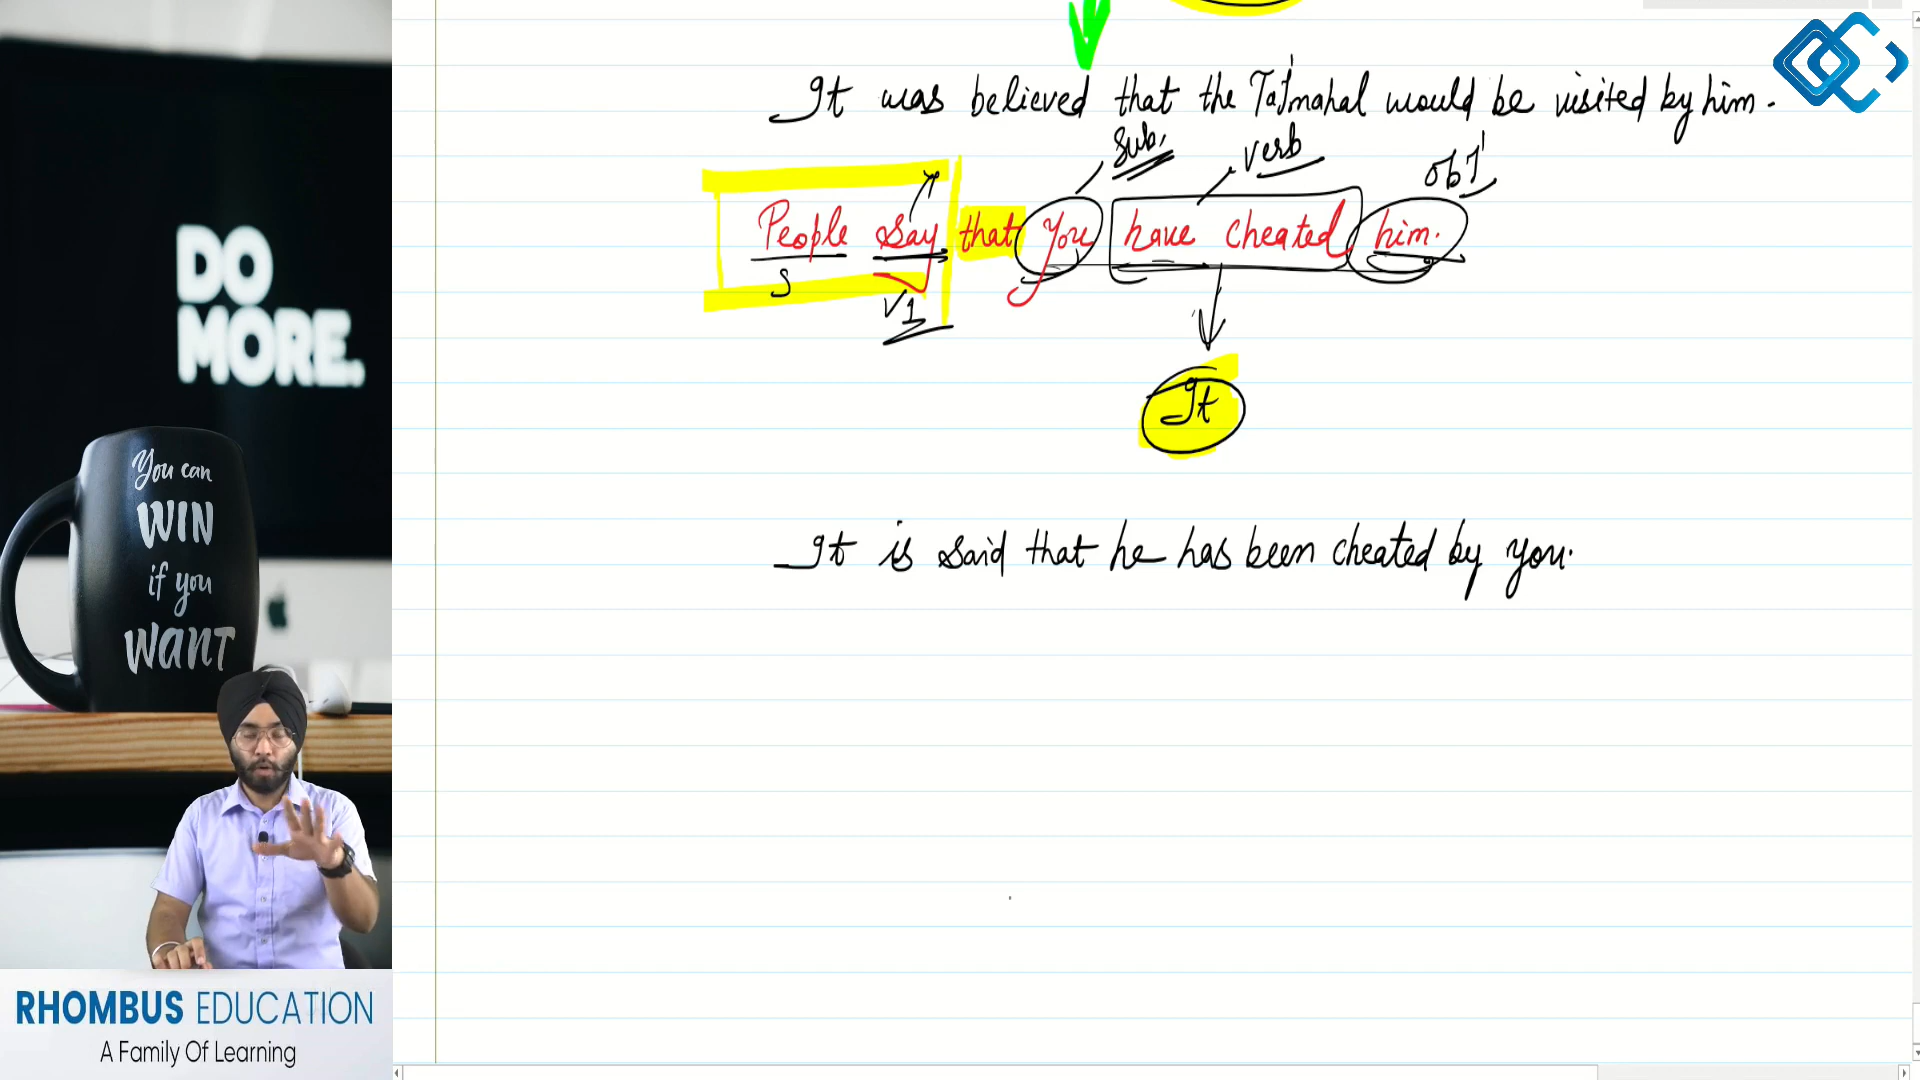 It was believed that the Tajmahal would be visited by him.
sub.
verb
obj
People say that you have cheated him.
S
V1
It
It is said that he has been cheated by you.
DO
MORE.
You can
WIN
if you
WANT
RHOMBUS EDUCATION
A Family Of Learning